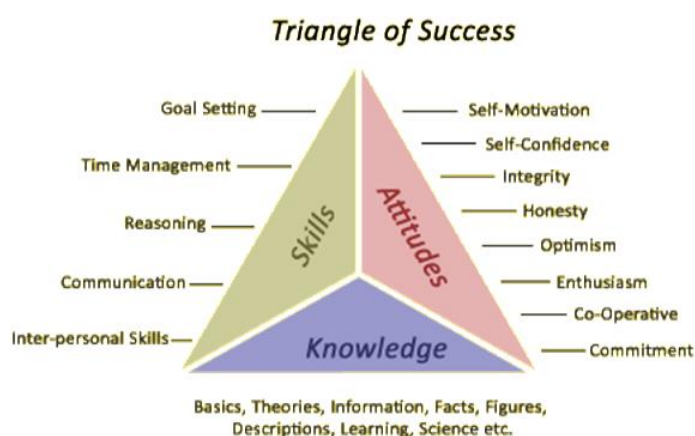 Triangle of Success
Goal Setting
Time Management
Reasoning
Communication
Inter-personal Skills
Skills
Attitudes
Self-Motivation
Self-Confidence
Integrity
Honesty
Optimism
Enthusiasm
Co-Operative
Commitment
Knowledge
Basics, Theories, Information, Facts, Figures,
Descriptions, Learning, Science etc.